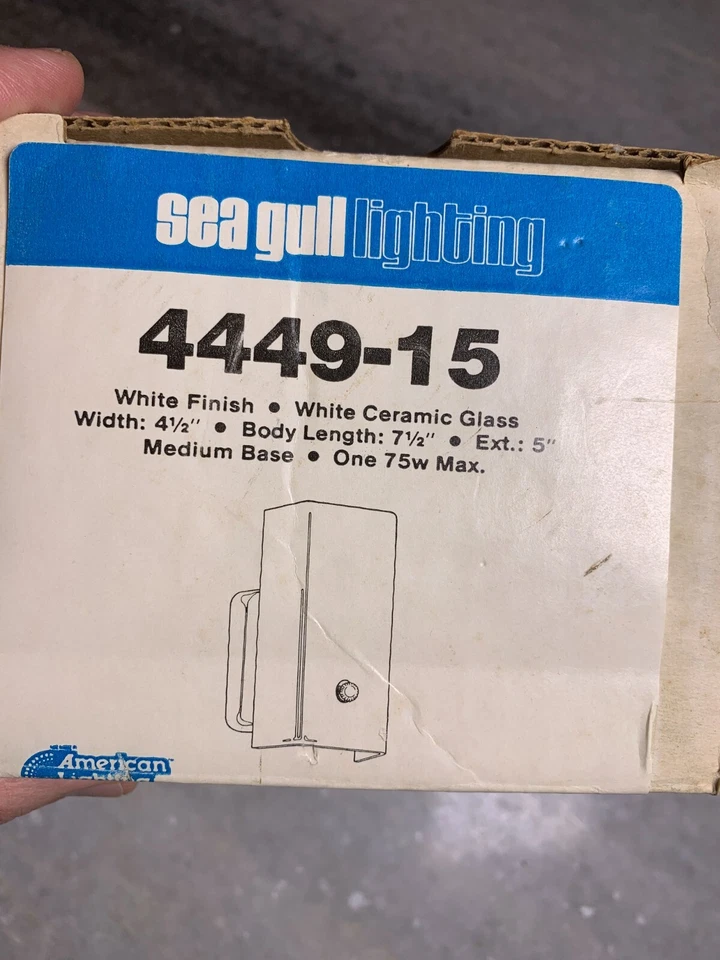 sea gull lighting
4449-15
White Finish • White Ceramic Glass
Width: 4½" • Body Length: 7½" • Ext.: 5"
Medium Base • One 75w Max.
American